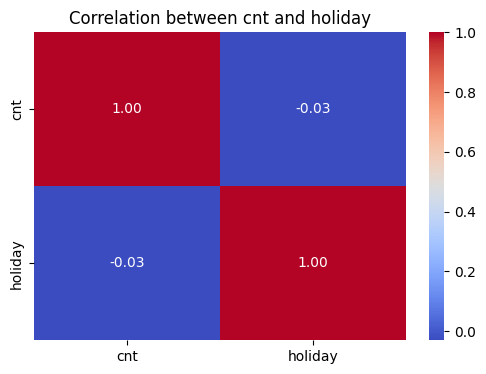 Correlation between cnt and holiday
cnt
1.00
-0.03
holiday
-0.03
1.00
cnt
holiday
1.0
0.8
0.6
0.4
0.2
0.0